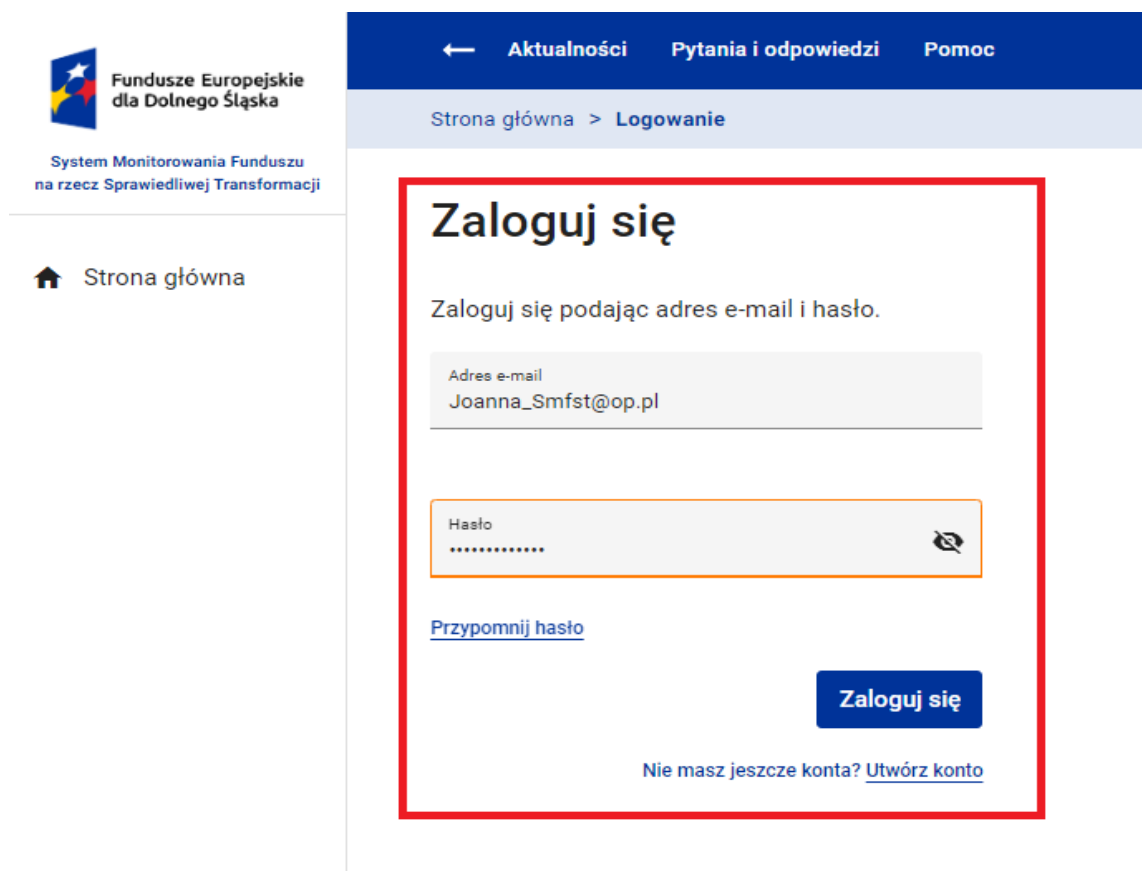 Fundusze Europejskie
dla Dolnego Śląska
System Monitorowania Funduszu
na rzecz Sprawiedliwej Transformacji
Strona główna
Aktualności Pytania i odpowiedzi Pomoc
Strona główna > Logowanie
Zaloguj się
Zaloguj się podając adres e-mail i hasło.
Adres e-mail
Joanna_Smfst@op.pl
Hasło
•••••••••••••
Przypomnij hasło
Zaloguj się
Nie masz jeszcze konta? Utwórz konto